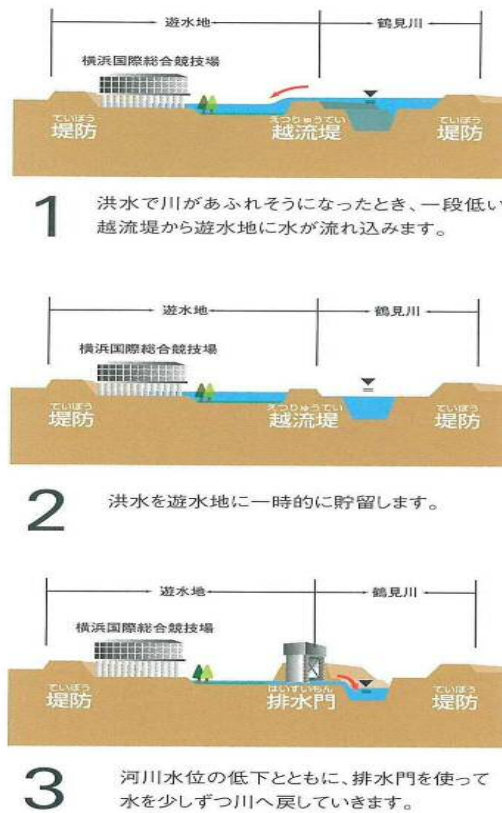 遊水地
鶴見川
横浜国際総合競技場
ていぼう
堤防
えつりゅうてい
越流堤
ていぼう
堤防
1
洪水で川があふれそうになったとき、一段低い
越流堤から遊水地に水が流れ込みます。
遊水地
鶴見川
横浜国際総合競技場
ていぼう
堤防
えつりゅうてい
越流堤
ていぼう
堤防
2
洪水を遊水地に一時的に貯留します。
遊水地
鶴見川
横浜国際総合競技場
ていぼう
堤防
はいすいもん
排水門
ていぼう
堤防
3
河川水位の低下とともに、排水門を使って
水を少しずつ川へ戻していきます。